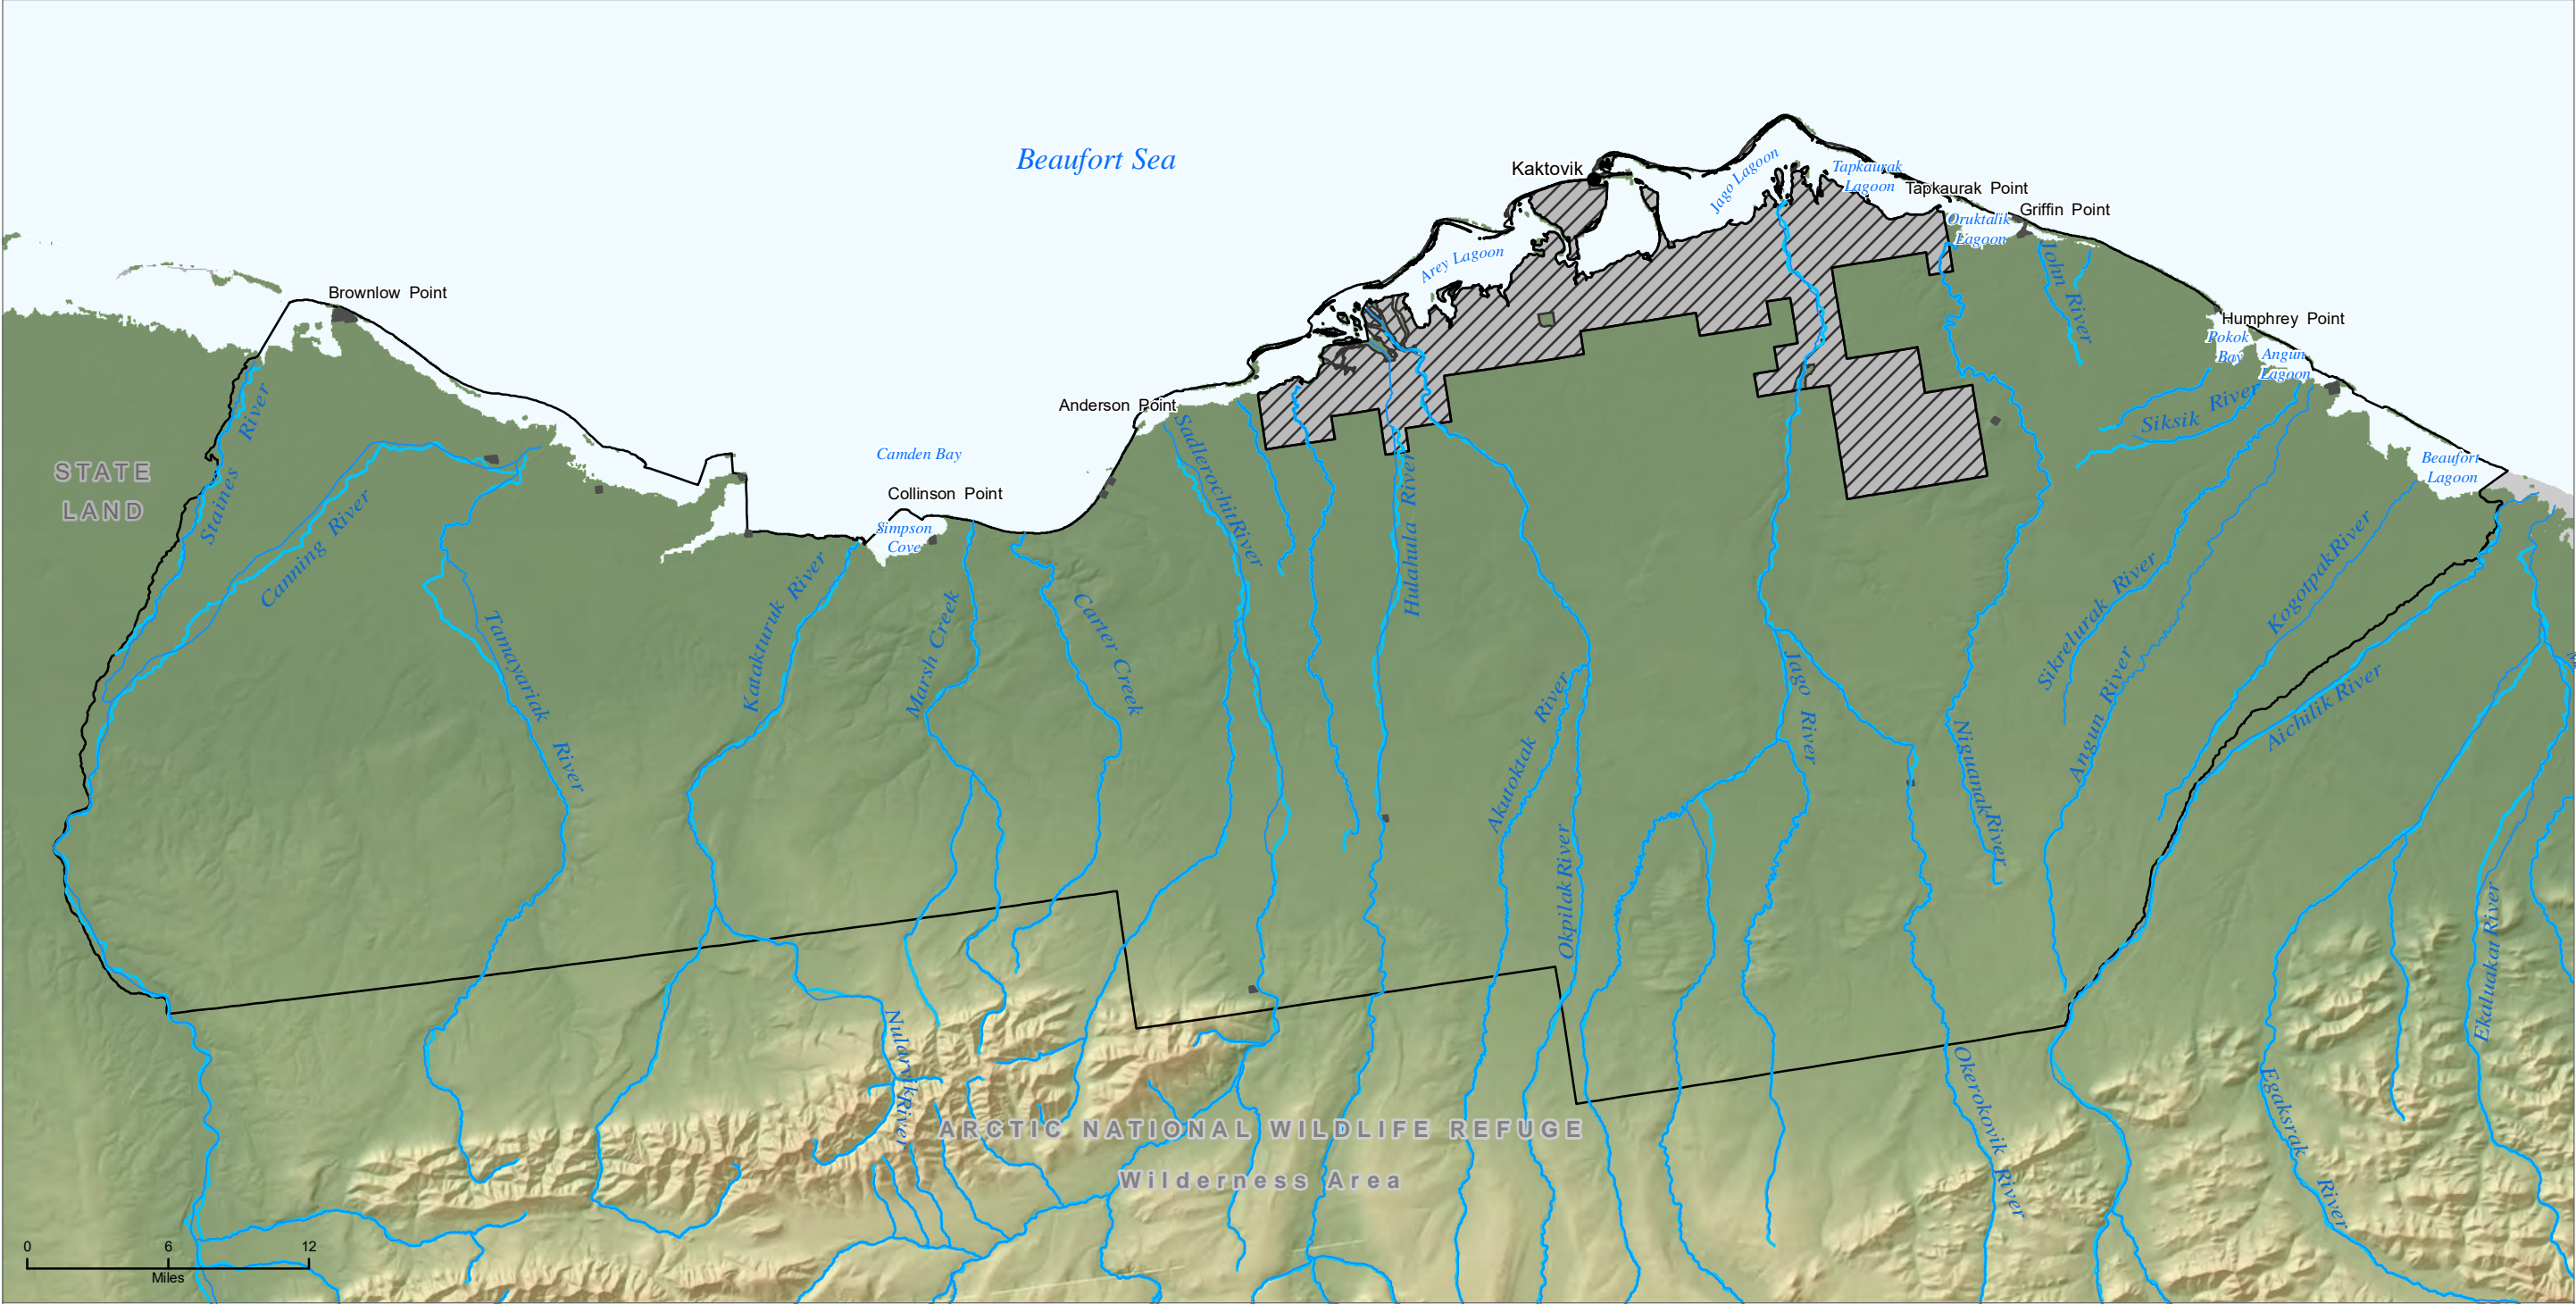 Beaufort Sea
Kaktovik
Jago Lagoon
Tapkaurak
Lagoon
Tapkaurak Point
Griffin Point
Oruktalik
Lagoon
Arey Lagoon
John River
Brownlow Point
Humphrey Point
Pokok
Bay
Angun
Lagoon
Anderson Point
Siksik River
Camden Bay
Collinson Point
Simpson
Cove
Beaufort
Lagoon
STATE
LAND
Staines River
Canning River
Tamayariak River
Katakturuk River
Marsh Creek
Carter Creek
Sadlerochit River
Hulahula River
Akutoktak River
Okpilak River
Jago River
Niguanak River
Sikrelurak River
Angun River
Kogotpak River
Aichilik River
Nularvik River
Okerokovik River
Egaksrak River
Ekaluakat River
ARCTIC NATIONAL WILDLIFE REFUGE
Wilderness Area
0 6 12
Miles